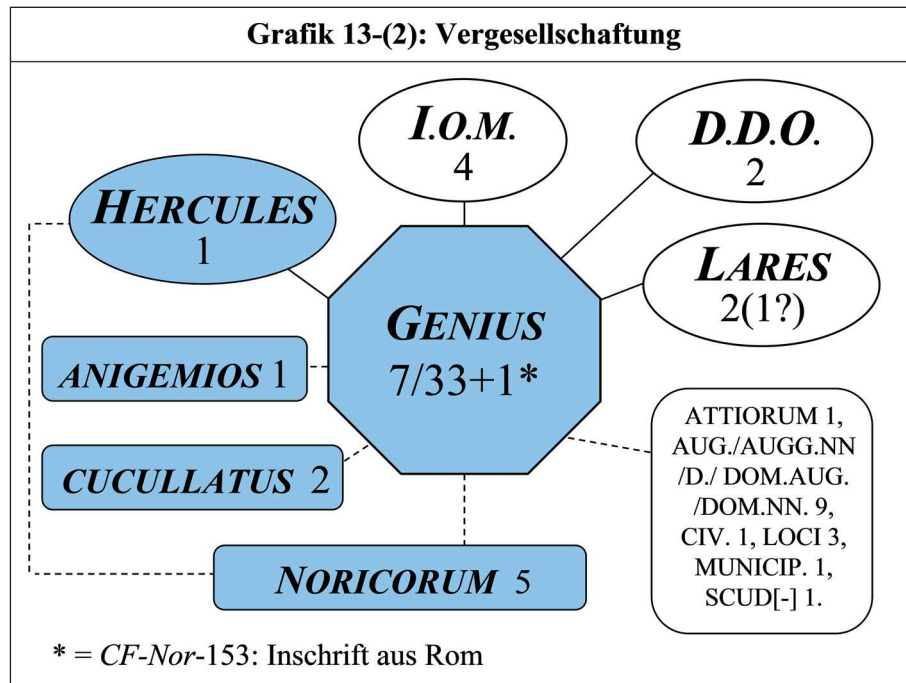 Grafik 13-(2): Vergesellschaftung
I.O.M.
4
D.D.O.
2
HERCULES
1
LARES
2(1?)
GENIUS
7/33+1*
ANIGEMIOS 1
CUCULLATUS 2
NORICORUM 5
ATTIORUM 1,
AUG./AUGG.NN
/D./ DOM.AUG.
/DOM.NN. 9,
CIV. 1, LOCI 3,
MUNICIP. 1,
SCUD[-] 1.
* = CF-Nor-153: Inschrift aus Rom